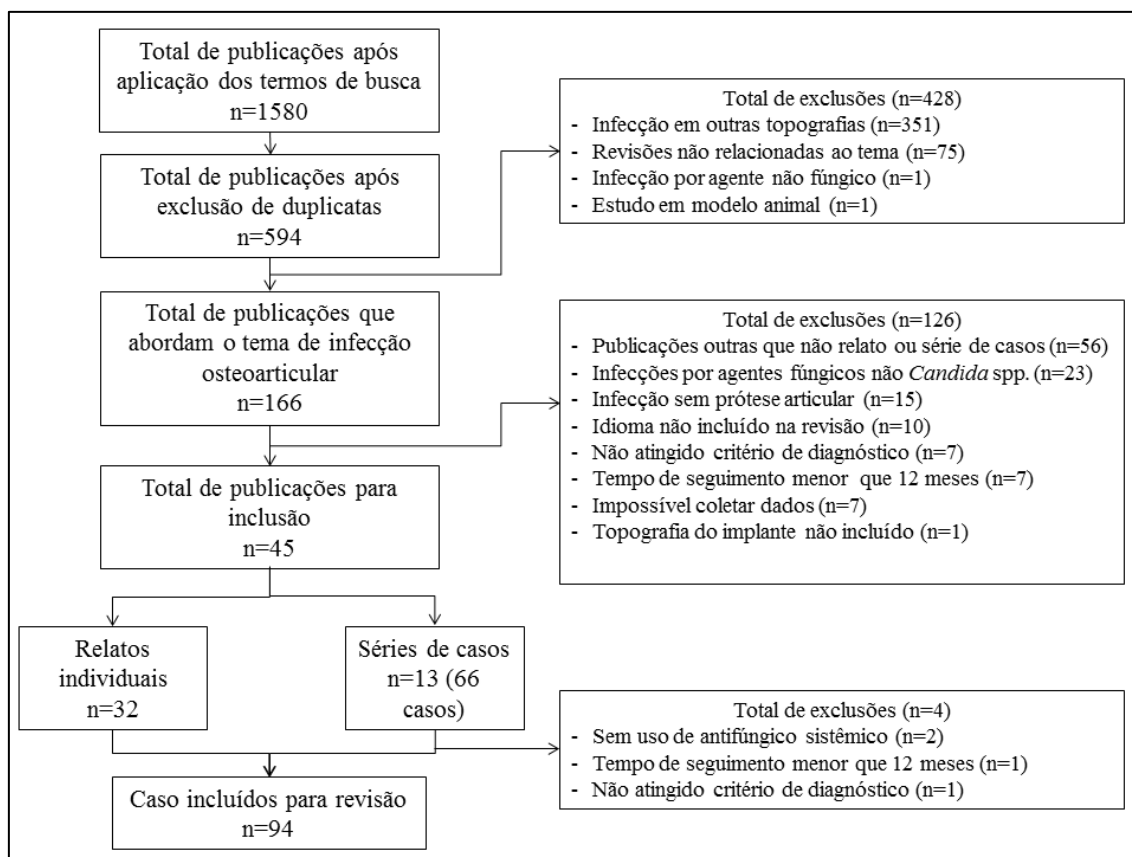 Total de publicações após
aplicação dos termos de busca
n=1580
Total de exclusões (n=428)
- Infecção em outras topografias (n=351)
- Revisões não relacionadas ao tema (n=75)
- Infecção por agente não fúngico (n=1)
- Estudo em modelo animal (n=1)
Total de publicações após
exclusão de duplicatas
n=594
Total de publicações que
abordam o tema de infecção
osteoarticular
n=166
Total de exclusões (n=126)
- Publicações outras que não relato ou série de casos (n=56)
- Infecções por agentes fúngicos não Candida spp. (n=23)
- Infecção sem prótese articular (n=15)
- Idioma não incluído na revisão (n=10)
- Não atingido critério de diagnóstico (n=7)
- Tempo de seguimento menor que 12 meses (n=7)
- Impossível coletar dados (n=7)
- Topografia do implante não incluído (n=1)
Total de publicações para
inclusão
n=45
Relatos
individuais
n=32
Séries de casos
n=13 (66
casos)
Total de exclusões (n=4)
- Sem uso de antifúngico sistêmico (n=2)
- Tempo de seguimento menor que 12 meses (n=1)
- Não atingido critério de diagnóstico (n=1)
Caso incluídos para revisão
n=94